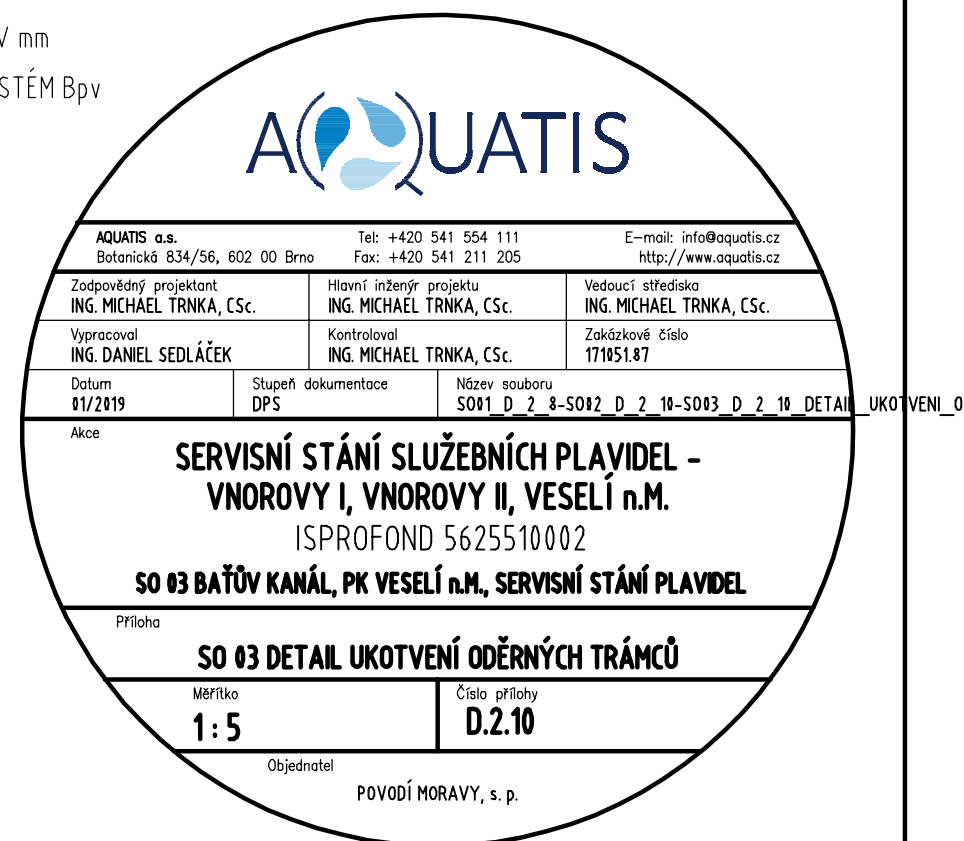 mm
Bpv
AQUATIS
AQUATIS a.s. Tel: +420 541 554 111 E-mail: info@aquatis.cz
Botanická 834/56, 602 00 Brno Fax: +420 541 211 205 http://www.aquatis.cz
Zodpovědný projektant Hlavní inženýr projektu Vedoucí střediska
ING. MICHAEL TRNKA, CSc. ING. MICHAEL TRNKA, CSc. ING. MICHAEL TRNKA, CSc.
Vypracoval Kontroloval Zakázkové číslo
ING. DANIEL SEDLÁČEK ING. MICHAEL TRNKA, CSc. 171051.87
Datum Stupeň dokumentace Název souboru
01/2019 DPS SO01_D_2_8-SO02_D_2_10-SO03_D_2_10_DETAIL_UKOTVENI_O
Akce
SERVISNÍ STÁNÍ SLUŽEBNÍCH PLAVIDEL -
VNOROVY I, VNOROVY II, VESELÍ n.M.
ISPROFOND 5625510002
SO 03 BAŤŮV KANÁL, PK VESELÍ n.M., SERVISNÍ STÁNÍ PLAVIDEL
Příloha
SO 03 DETAIL UKOTVENÍ ODĚRNÝCH TRÁMCŮ
Měřítko Číslo přílohy
1:5 D.2.10
Objednatel
POVODÍ MORAVY, s. p.